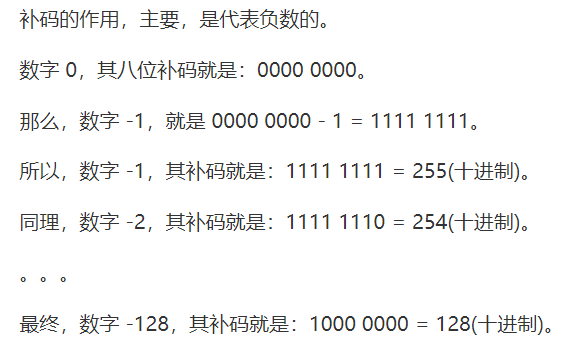 补码的作用，主要，是代表负数的。
数字 0，其八位补码就是：0000 0000。
那么，数字 -1，就是 0000 0000 - 1 = 1111 1111。
所以，数字 -1，其补码就是：1111 1111 = 255(十进制)。
同理，数字 -2，其补码就是：1111 1110 = 254(十进制)。
。。。
最终，数字 -128，其补码就是：1000 0000 = 128(十进制)。